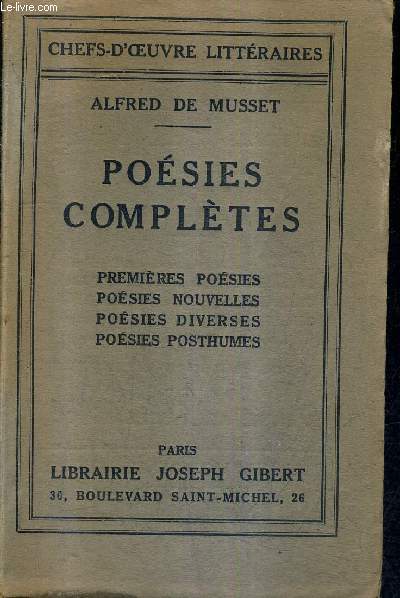 Le-livre.com
CHEFS-D'ŒUVRE LITTÉRAIRES
ALFRED DE MUSSET
POÉSIES
COMPLÈTES
PREMIÈRES POÉSIES
POÉSIES NOUVELLES
POÉSIES DIVERSES
POÉSIES POSTHUMES
PARIS
LIBRAIRIE JOSEPH GIBERT
30, BOULEVARD SAINT-MICHEL, 26